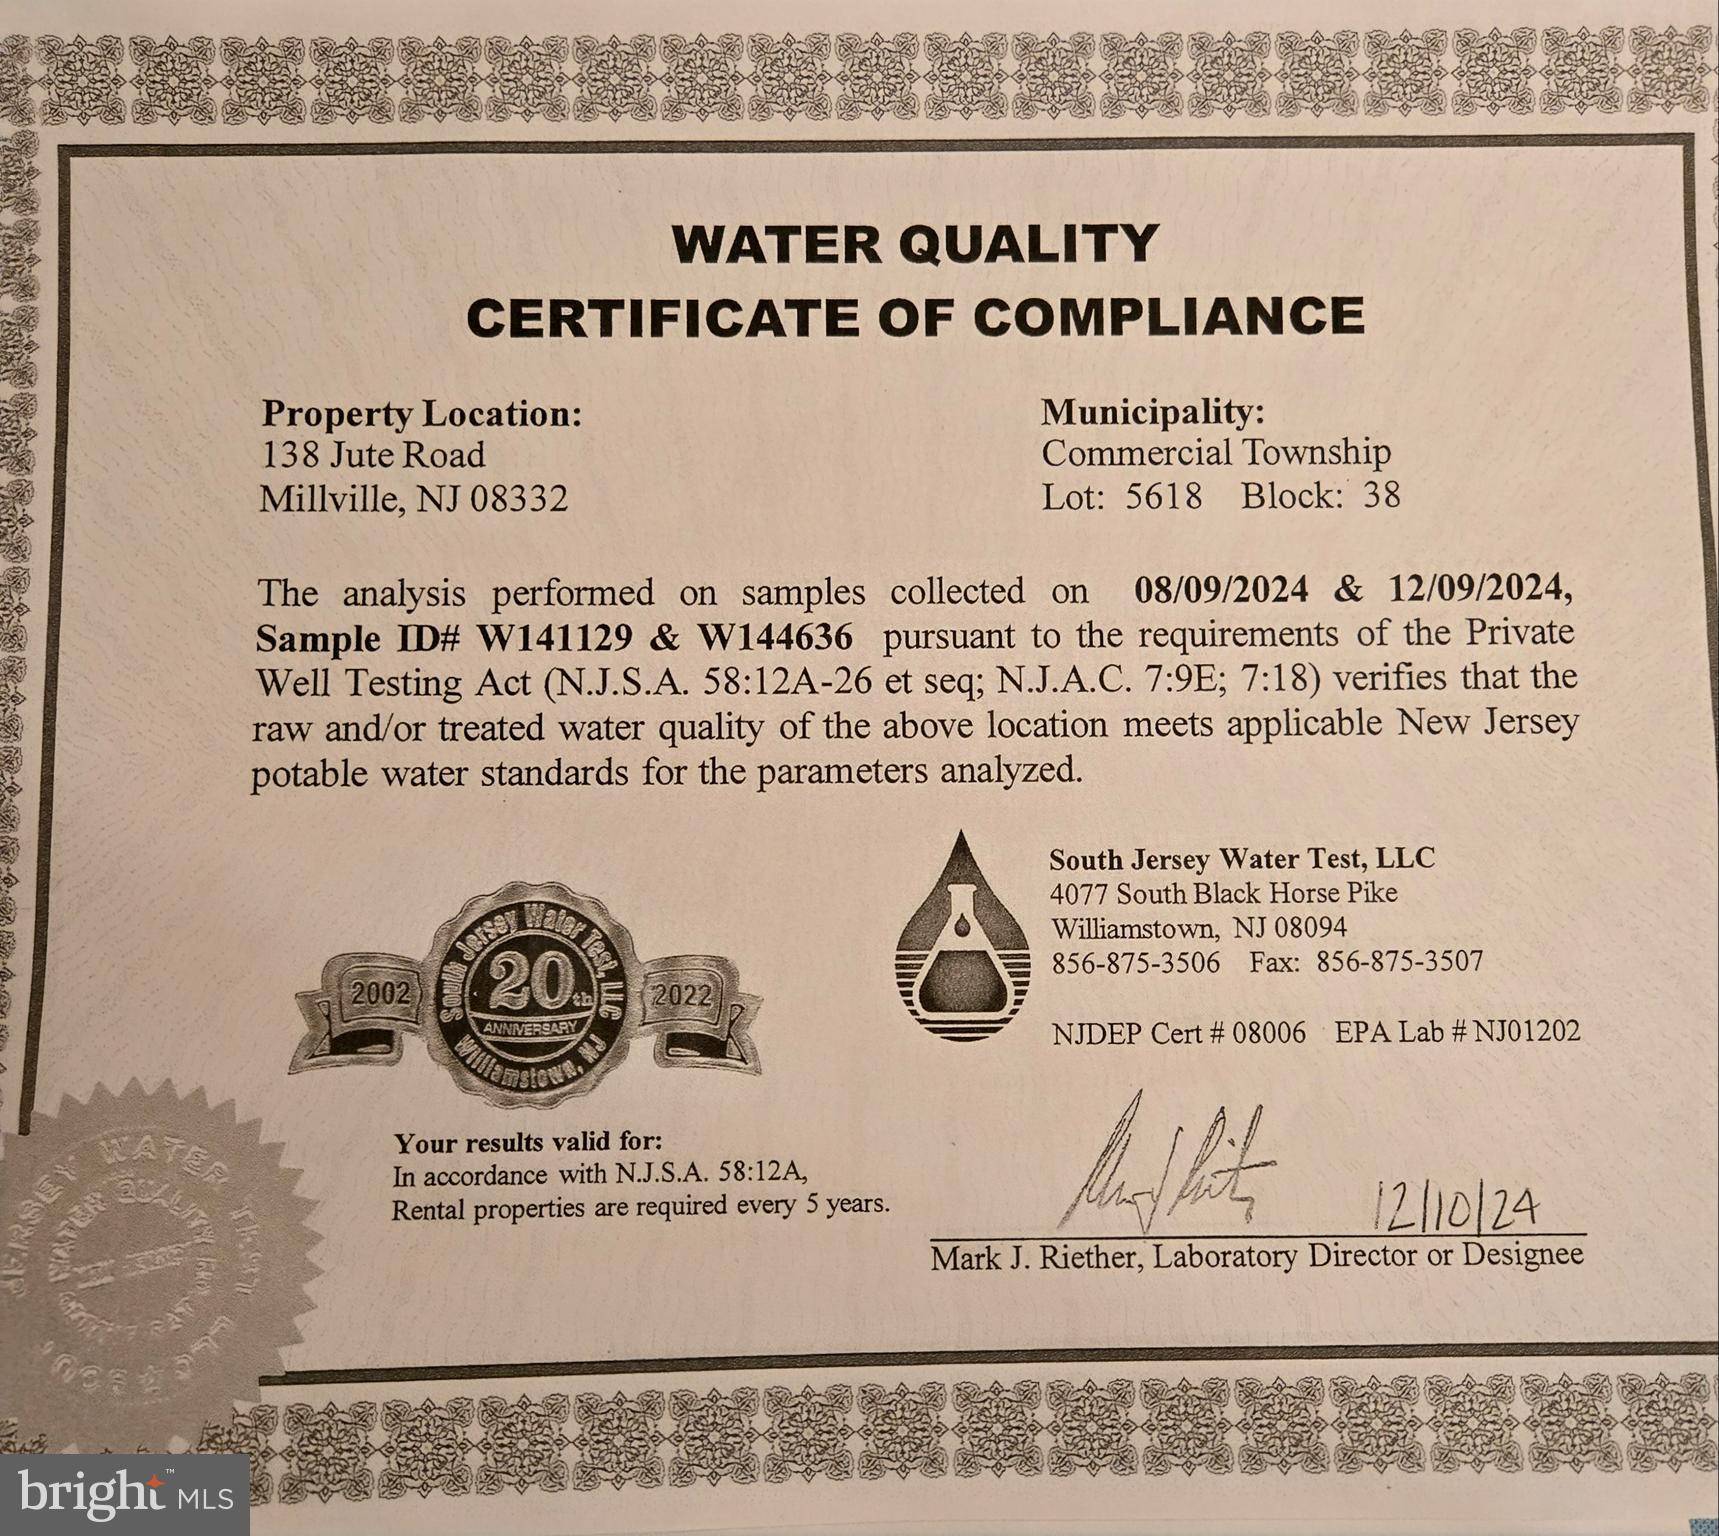 WATER QUALITY
CERTIFICATE OF COMPLIANCE
Property Location:
138 Jute Road
Millville, NJ 08332
Municipality:
Commercial Township
Lot: 5618 Block: 38
The analysis performed on samples collected on 08/09/2024 & 12/09/2024,
Sample ID# W141129 & W144636 pursuant to the requirements of the Private
Well Testing Act (N.J.S.A. 58:12A-26 et seq; N.J.A.C. 7:9E; 7:18) verifies that the
raw and/or treated water quality of the above location meets applicable New Jersey
potable water standards for the parameters analyzed.
South Jersey Water Test, LLC
2002
20th
2022
ANNIVERSARY
Williamstown, NJ
South Jersey Water Test, LLC
4077 South Black Horse Pike
Williamstown, NJ 08094
856-875-3506 Fax: 856-875-3507
NJDEP Cert # 08006 EPA Lab # NJ01202
Your results valid for:
In accordance with N.J.S.A. 58:12A,
Rental properties are required every 5 years.
12/10/24
Mark J. Riether, Laboratory Director or Designee
JERSEY WATER
WATER QUALITY
bright™ MLS